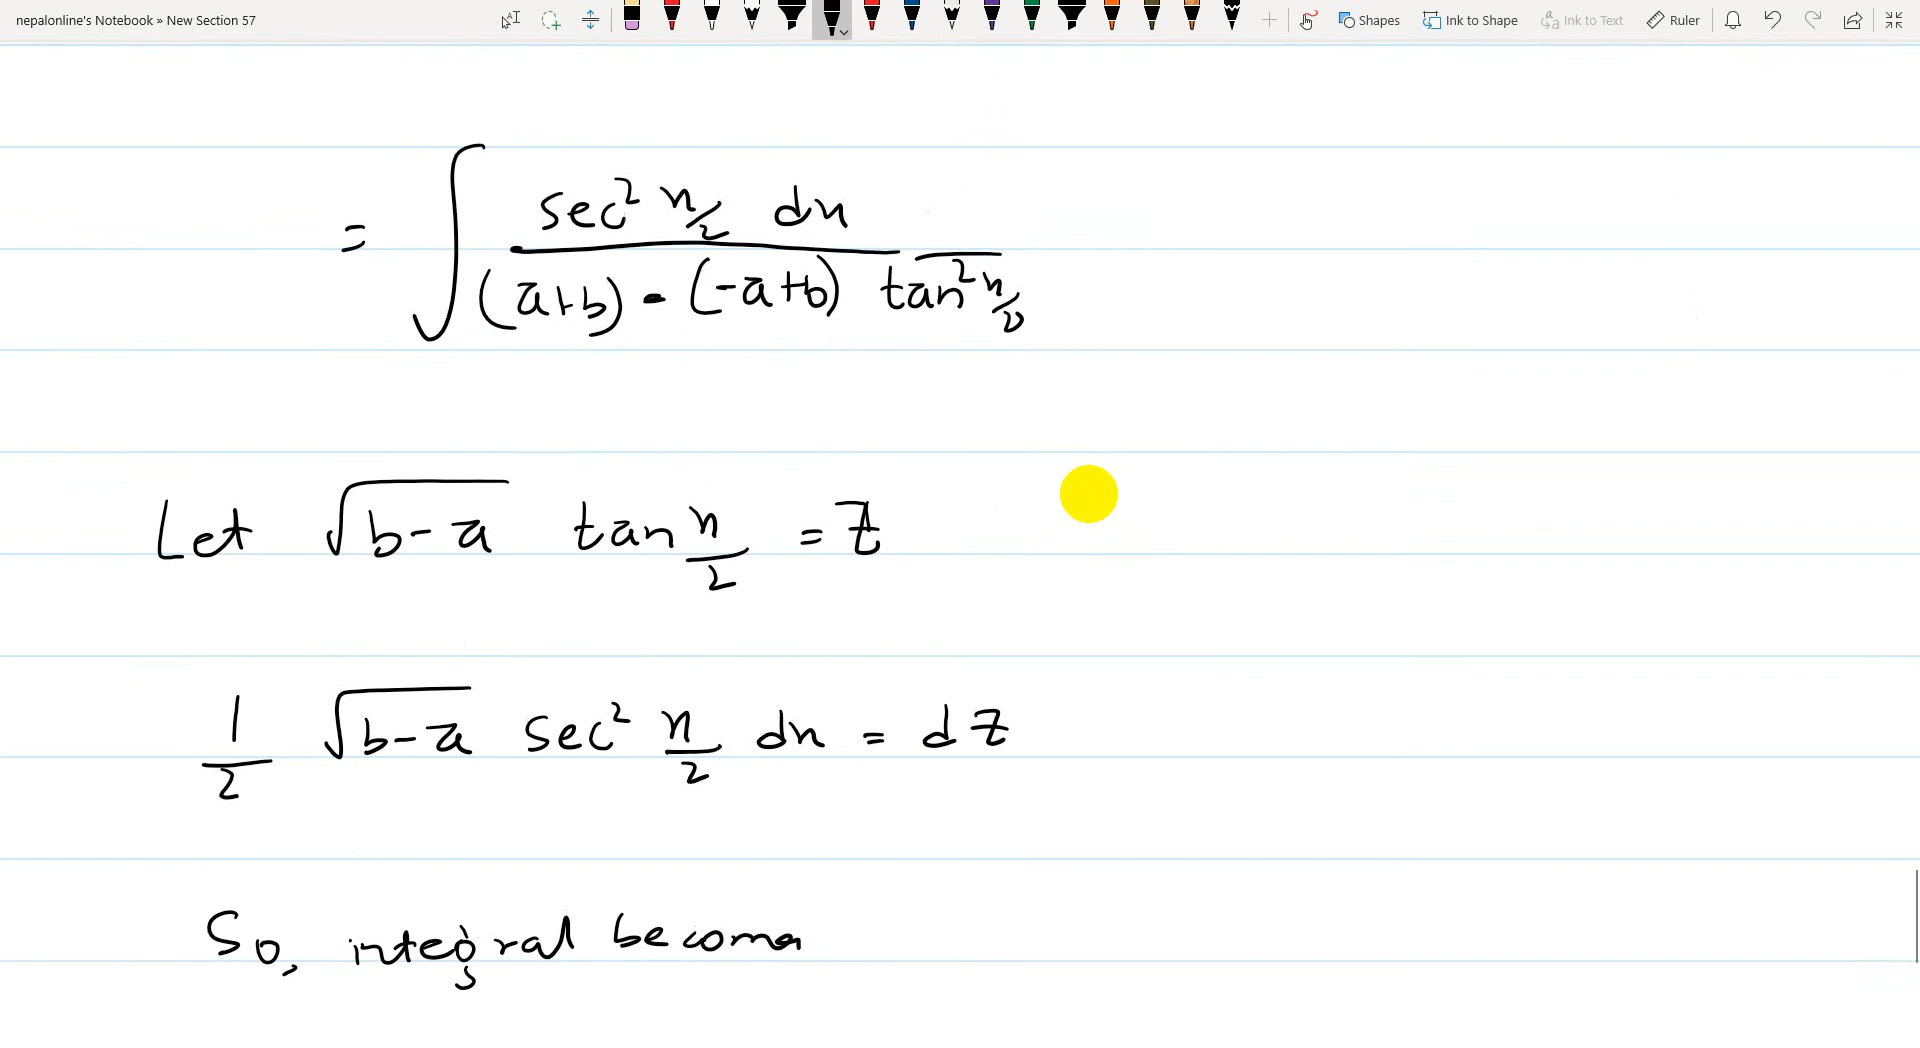 nepalonline's Notebook » New Section 57 Shapes Ink to Shape Ink to Text Ruler
= ∫ sec² x/2 dx / (a+b) - (-a+b) tan² x/2
Let √b-a tan x/2 = z
1/2 √b-a sec² x/2 dx = dz
So, integral becomes